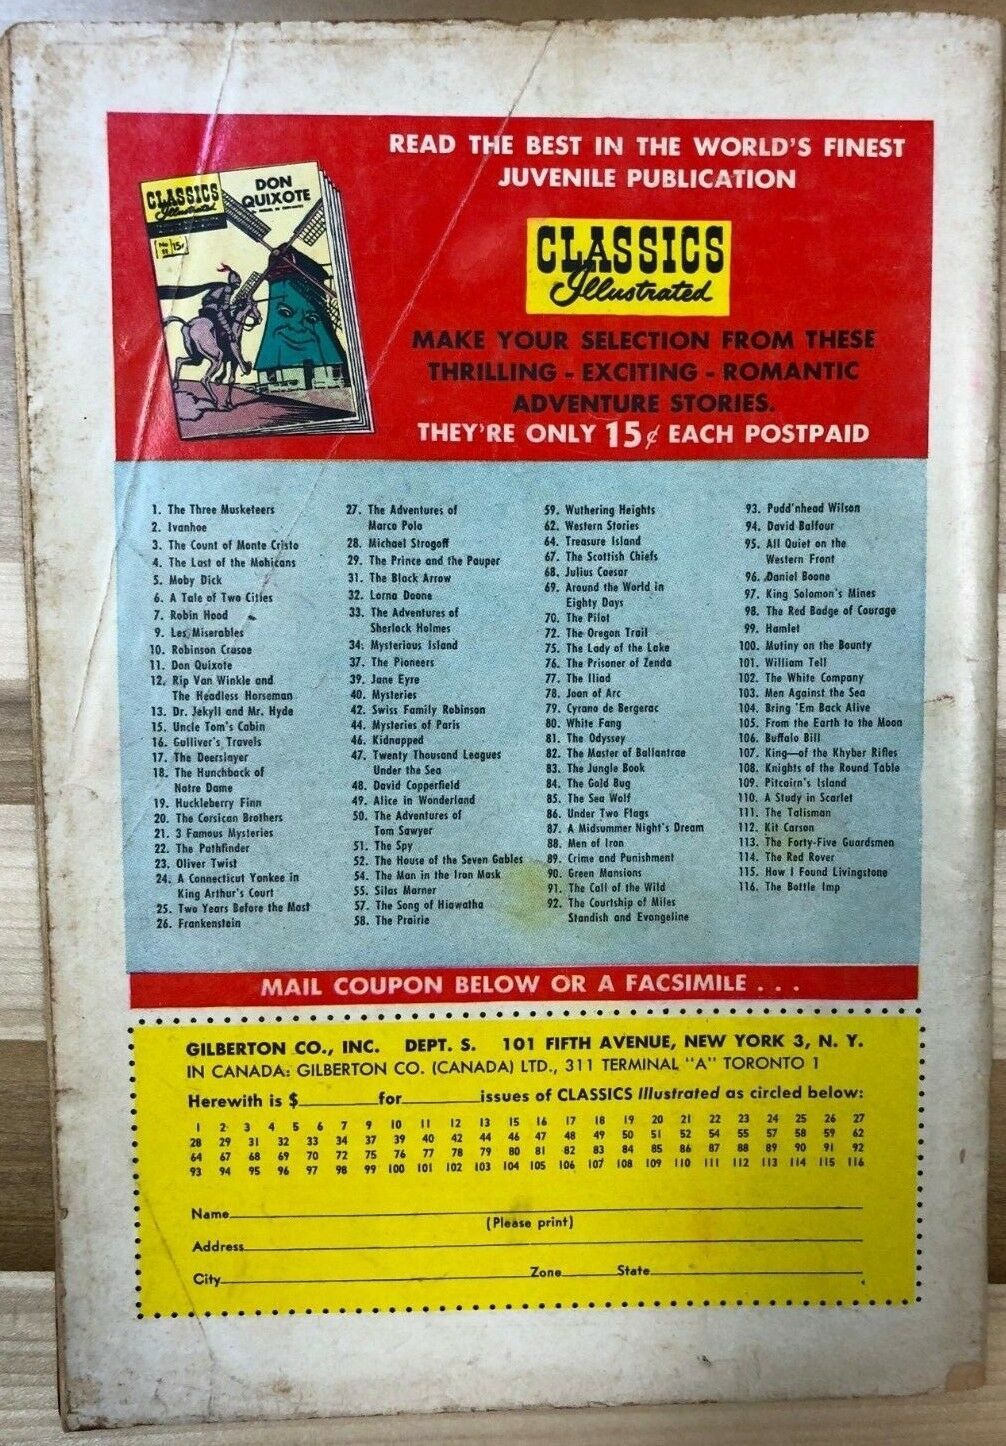 READ THE BEST IN THE WORLD'S FINEST
JUVENILE PUBLICATION
CLASSICS
Illustrated
MAKE YOUR SELECTION FROM THESE
THRILLING - EXCITING - ROMANTIC
ADVENTURE STORIES.
THEY'RE ONLY 15¢ EACH POSTPAID
CLASSICS
Illustrated
DON
QUIXOTE
No
11
15¢
1. The Three Musketeers
2. Ivanhoe
3. The Count of Monte Cristo
4. The Last of the Mohicans
5. Moby Dick
6. A Tale of Two Cities
7. Robin Hood
9. Les Miserables
10. Robinson Crusoe
11. Don Quixote
12. Rip Van Winkle and
The Headless Horseman
13. Dr. Jekyll and Mr. Hyde
15. Uncle Tom's Cabin
16. Gulliver's Travels
17. The Deerslayer
18. The Hunchback of
Notre Dame
19. Huckleberry Finn
20. The Corsican Brothers
21. 3 Famous Mysteries
22. The Pathfinder
23. Oliver Twist
24. A Connecticut Yankee in
King Arthur's Court
25. Two Years Before the Mast
26. Frankenstein
27. The Adventures of
Marco Polo
28. Michael Strogoff
29. The Prince and the Pauper
31. The Black Arrow
32. Lorna Doone
33. The Adventures of
Sherlock Holmes
34. Mysterious Island
37. The Pioneers
39. Jane Eyre
40. Mysteries
42. Swiss Family Robinson
44. Mysteries of Paris
46. Kidnapped
47. Twenty Thousand Leagues
Under the Sea
48. David Copperfield
49. Alice in Wonderland
50. The Adventures of
Tom Sawyer
51. The Spy
52. The House of the Seven Gables
54. The Man in the Iron Mask
55. Silas Marner
57. The Song of Hiawatha
58. The Prairie
59. Wuthering Heights
62. Western Stories
64. Treasure Island
67. The Scottish Chiefs
68. Julius Caesar
69. Around the World in
Eighty Days
70. The Pilot
72. The Oregon Trail
75. The Lady of the Lake
76. The Prisoner of Zenda
77. The Iliad
78. Joan of Arc
79. Cyrano de Bergerac
80. White Fang
81. The Odyssey
82. The Master of Ballantrae
83. The Jungle Book
84. The Gold Bug
85. The Sea Wolf
86. Under Two Flags
87. A Midsummer Night's Dream
88. Men of Iron
89. Crime and Punishment
90. Green Mansions
91. The Call of the Wild
92. The Courtship of Miles
Standish and Evangeline
93. Pudd'nhead Wilson
94. David Balfour
95. All Quiet on the
Western Front
96. Daniel Boone
97. King Solomon's Mines
98. The Red Badge of Courage
99. Hamlet
100. Mutiny on the Bounty
101. William Tell
102. The White Company
103. Men Against the Sea
104. Bring 'Em Back Alive
105. From the Earth to the Moon
106. Buffalo Bill
107. King—of the Khyber Rifles
108. Knights of the Round Table
109. Pitcairn's Island
110. A Study in Scarlet
111. The Talisman
112. Kit Carson
113. The Forty-Five Guardsmen
114. The Red Rover
115. How I Found Livingstone
116. The Bottle Imp
MAIL COUPON BELOW OR A FACSIMILE . . .
GILBERTON CO., INC. DEPT. S. 101 FIFTH AVENUE, NEW YORK 3, N. Y.
IN CANADA: GILBERTON CO. (CANADA) LTD., 311 TERMINAL "A" TORONTO 1
Herewith is $ for issues of CLASSICS Illustrated as circled below:
1 2 3 4 5 6 7 9 10 11 12 13 15 16 17 18 19 20 21 22 23 24 25 26 27
28 29 31 32 33 34 37 39 40 42 44 46 47 48 49 50 51 52 54 55 57 58 59 62
64 67 68 69 70 72 75 76 77 78 79 80 81 82 83 84 85 86 87 88 89 90 91 92
93 94 95 96 97 98 99 100 101 102 103 104 105 106 107 108 109 110 111 112 113 114 115 116
Name
(Please print)
Address
City Zone State